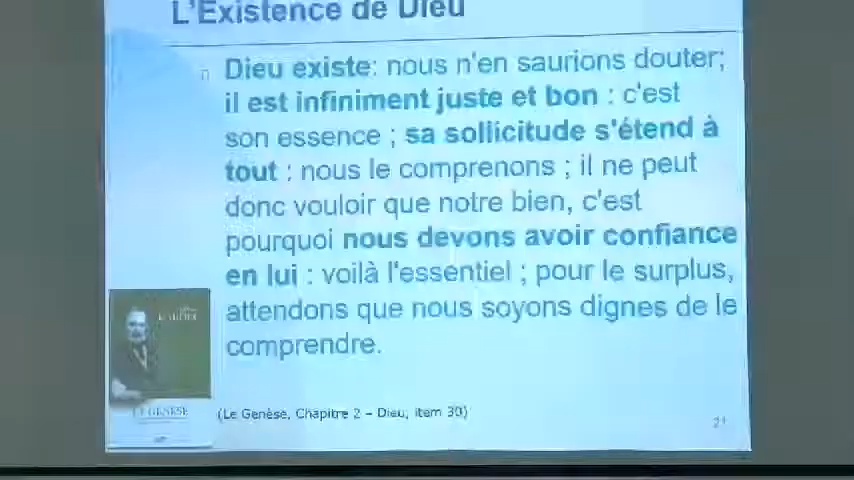 L'Existence de Dieu
Dieu existe: nous n'en saurions douter;
il est infiniment juste et bon : c'est
son essence ; sa sollicitude s'étend à
tout : nous le comprenons ; il ne peut
donc vouloir que notre bien, c'est
pourquoi nous devons avoir confiance
en lui : voilà l'essentiel ; pour le surplus,
attendons que nous soyons dignes de le
comprendre.
LA GENÈSE
(Le Genèse, Chapitre 2 – Dieu, item 30)
21